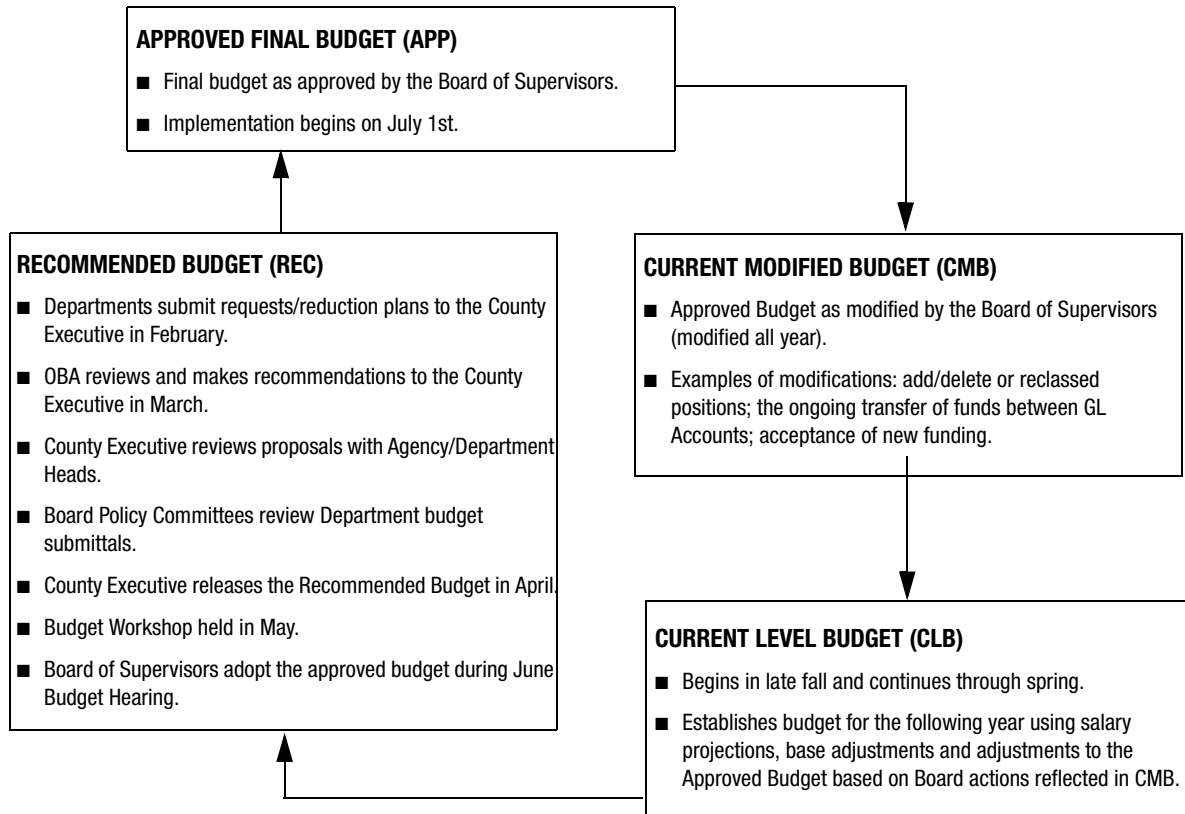 APPROVED FINAL BUDGET (APP)
■ Final budget as approved by the Board of Supervisors.
■ Implementation begins on July 1st.
RECOMMENDED BUDGET (REC)
■ Departments submit requests/reduction plans to the County
Executive in February.
■ OBA reviews and makes recommendations to the County
Executive in March.
■ County Executive reviews proposals with Agency/Department
Heads.
■ Board Policy Committees review Department budget
submittals.
■ County Executive releases the Recommended Budget in April.
■ Budget Workshop held in May.
■ Board of Supervisors adopt the approved budget during June
Budget Hearing.
CURRENT MODIFIED BUDGET (CMB)
■ Approved Budget as modified by the Board of Supervisors
(modified all year).
■ Examples of modifications: add/delete or reclassed
positions; the ongoing transfer of funds between GL
Accounts; acceptance of new funding.
CURRENT LEVEL BUDGET (CLB)
■ Begins in late fall and continues through spring.
■ Establishes budget for the following year using salary
projections, base adjustments and adjustments to the
Approved Budget based on Board actions reflected in CMB.